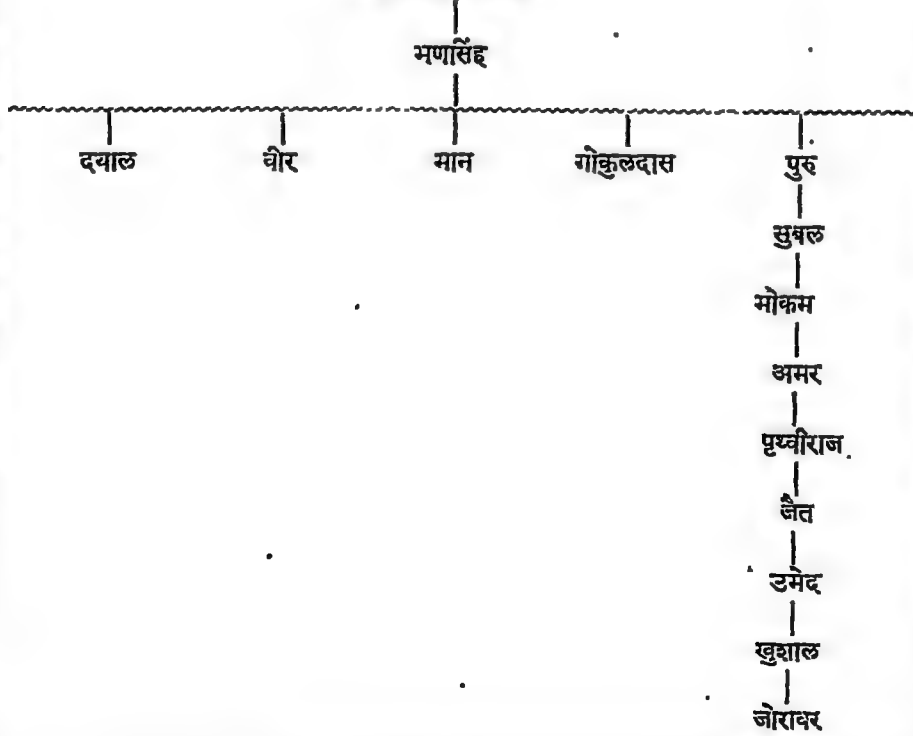 भणसिंह
दयाल वीर मान गोकुलदास पुरु
सुबल
मोकम
अमर
पृथ्वीराज
जैत
उमेद
खुशाल
जोरावर